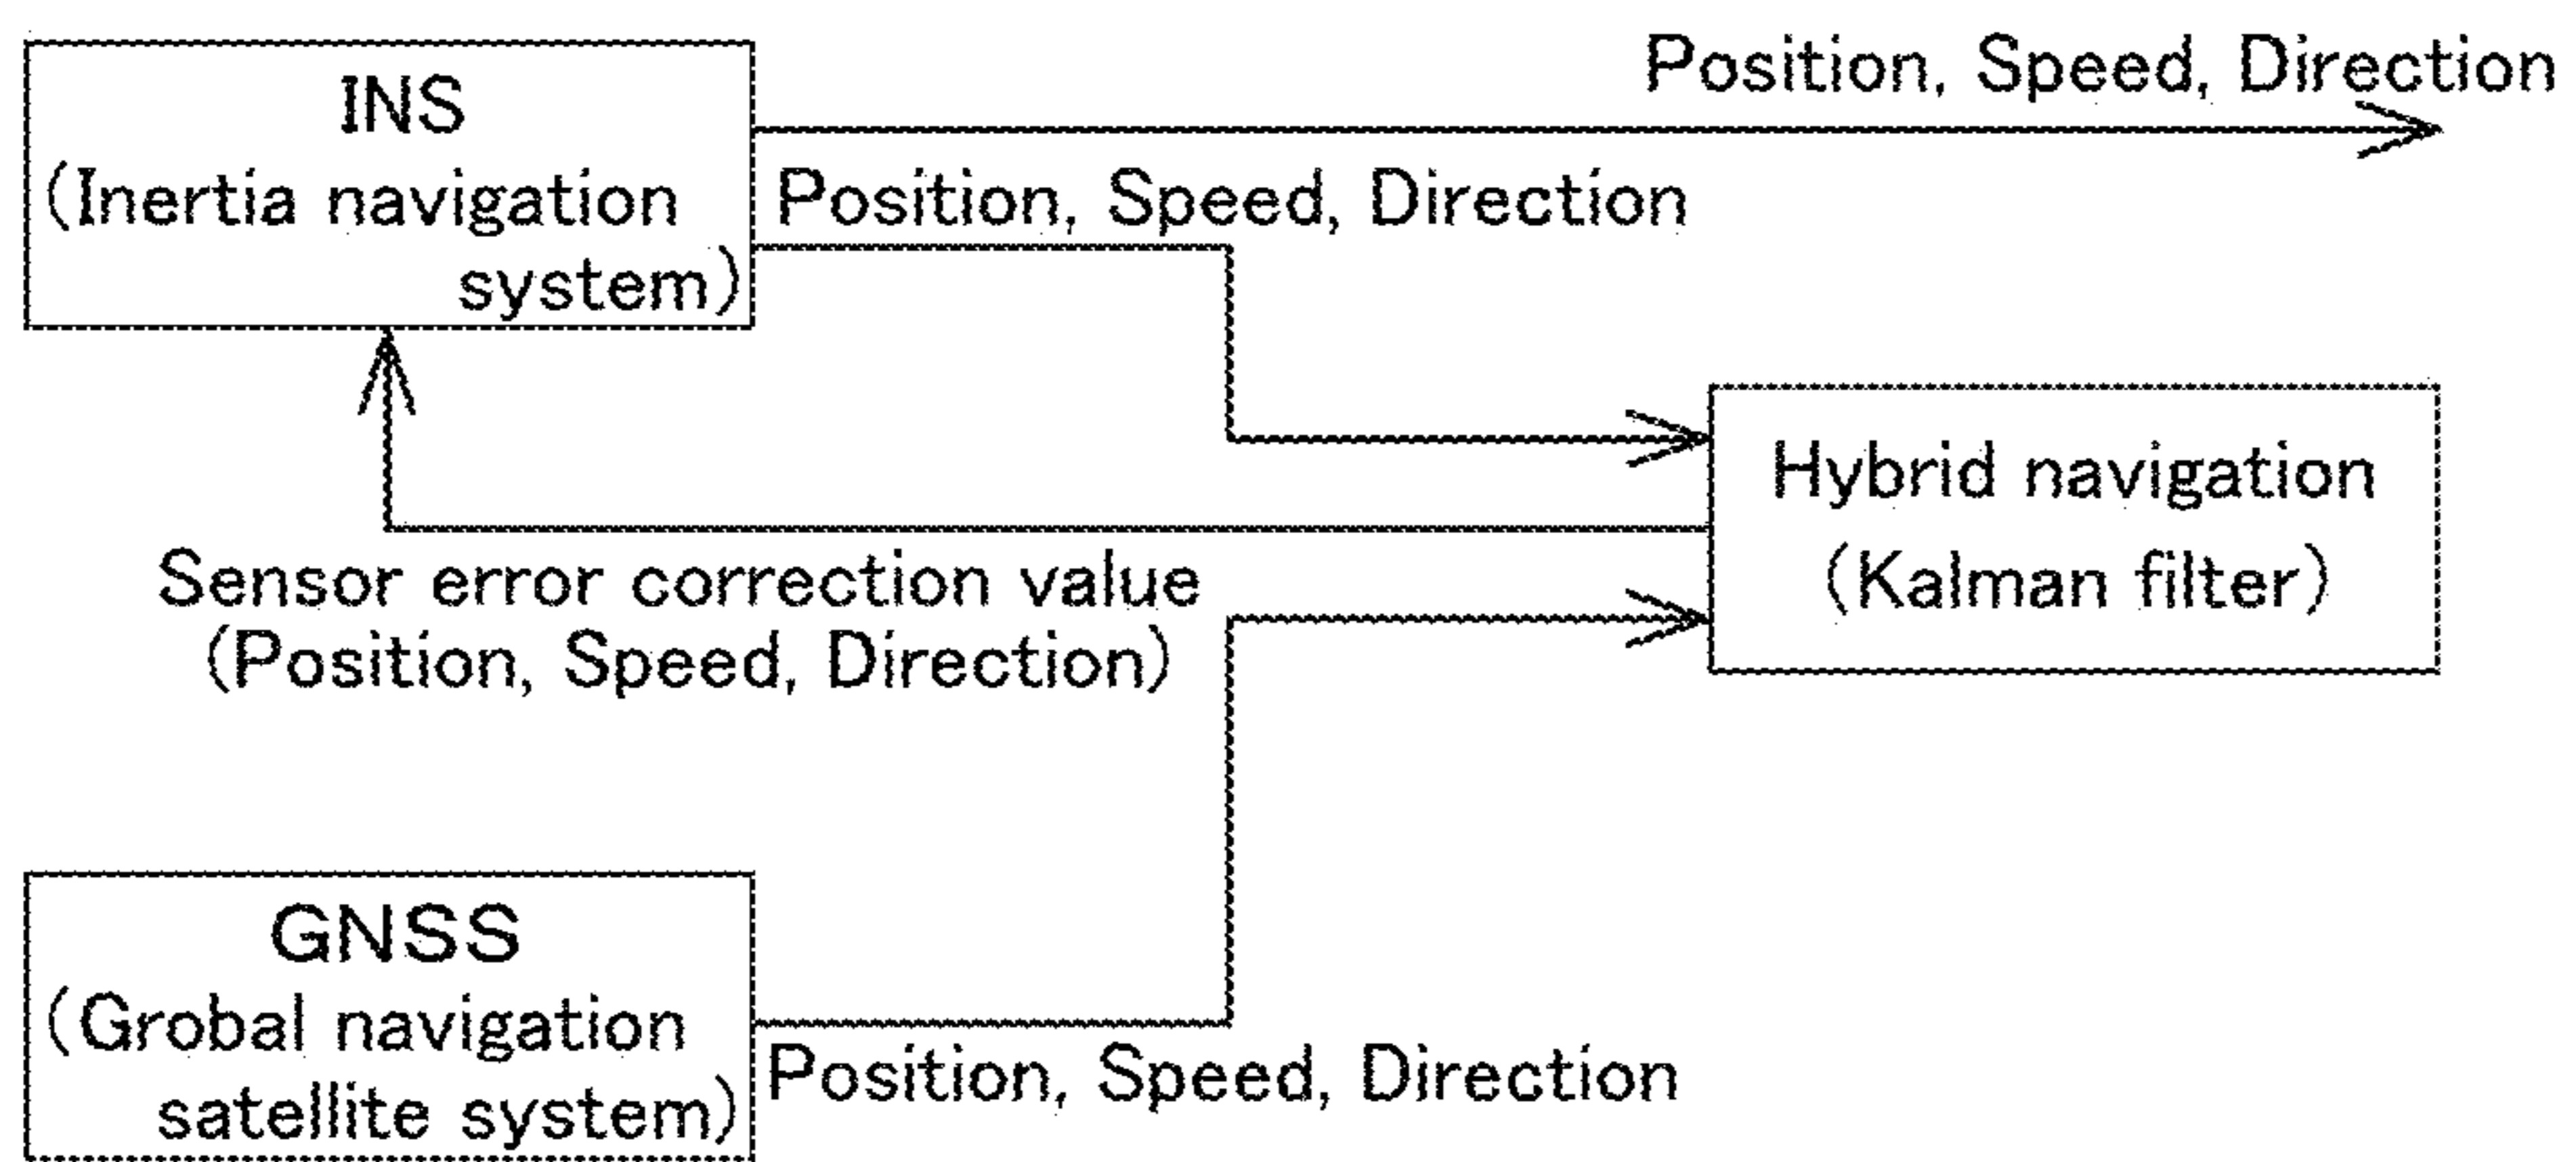 Position, Speed, Direction
INS
(Inertia navigation
system)
Position, Speed, Direction
Hybrid navigation
(Kalman filter)
Sensor error correction value
(Position, Speed, Direction)
GNSS
(Grobal navigation
satellite system)
Position, Speed, Direction